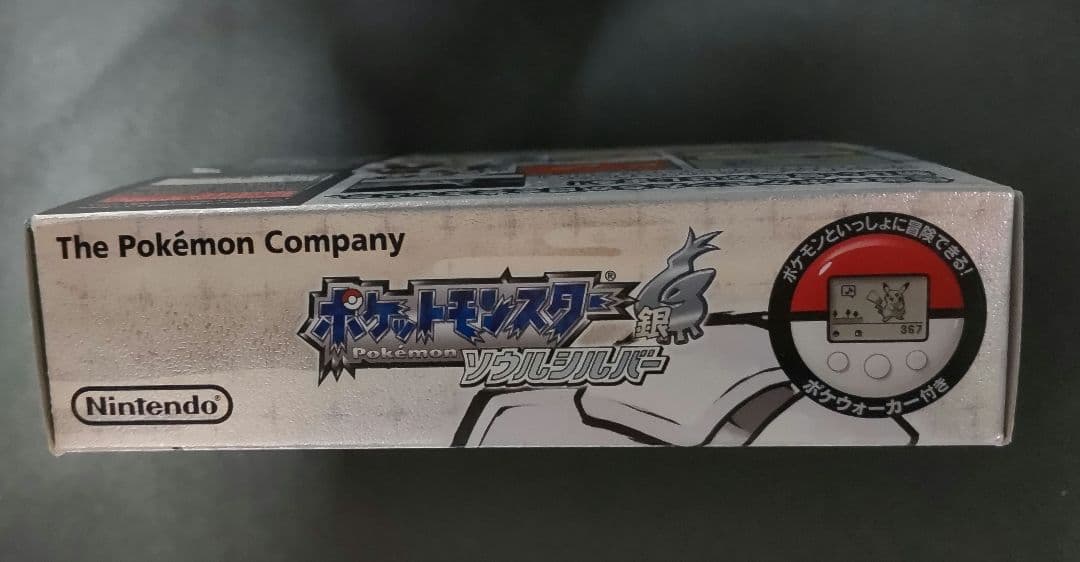 The Pokémon Company
ポケットモンスター®
Pokémon
銀
ソウルシルバー
Nintendo®
ポケモンといっしょに冒険できる!
367
ポケウォーカー付き